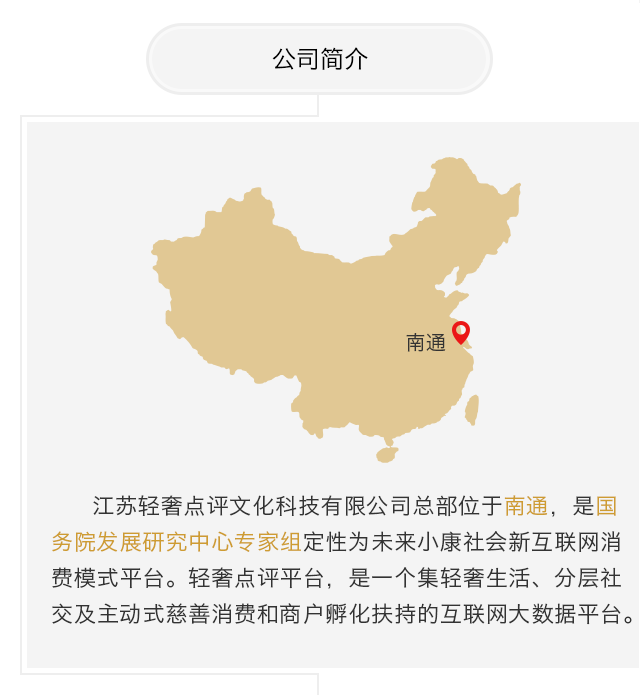 公司简介
南通
江苏轻奢点评文化科技有限公司总部位于南通，是国
务院发展研究中心专家组定性为未来小康社会新互联网消
费模式平台。轻奢点评平台，是一个集轻奢生活、分层社
交及主动式慈善消费和商户孵化扶持的互联网大数据平台。